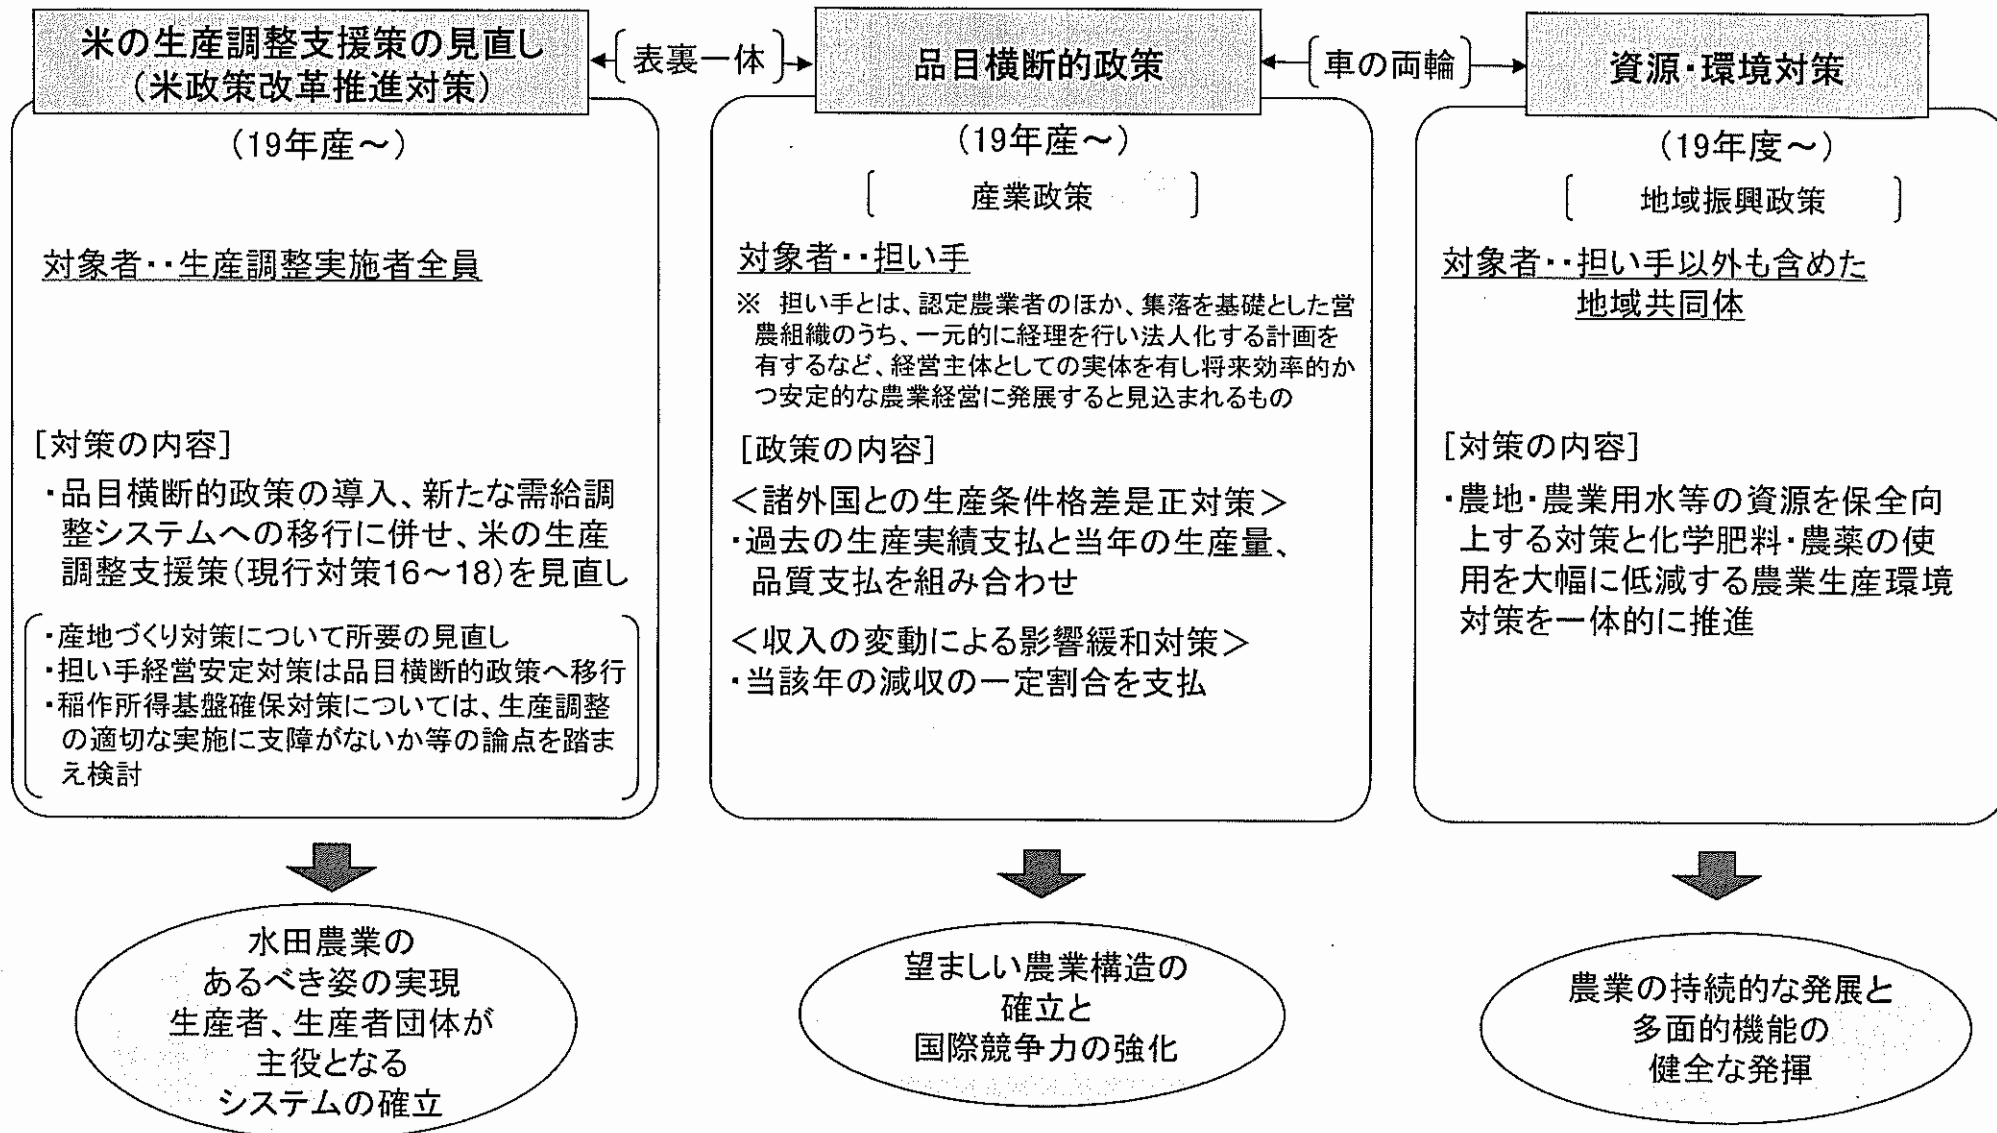 米の生産調整支援策の見直し
（米政策改革推進対策）
表裏一体
品目横断的政策
車の両輪
資源・環境対策
（19年産～）
対象者・・生産調整実施者全員
［対策の内容］
・品目横断的政策の導入、新たな需給調
整システムへの移行に併せ、米の生産
調整支援策（現行対策16～18）を見直し
・産地づくり対策について所要の見直し
・担い手経営安定対策は品目横断的政策へ移行
・稲作所得基盤確保対策については、生産調整
の適切な実施に支障がないか等の論点を踏ま
え検討
水田農業の
あるべき姿の実現
生産者、生産者団体が
主役となる
システムの確立
（19年産～）
〔 産業政策 〕
対象者・・担い手
※ 担い手とは、認定農業者のほか、集落を基礎とした営
農組織のうち、一元的に経理を行い法人化する計画を
有するなど、経営主体としての実体を有し将来効率的か
つ安定的な農業経営に発展すると見込まれるもの
［政策の内容］
＜諸外国との生産条件格差是正対策＞
・過去の生産実績支払と当年の生産量、
品質支払を組み合わせ
＜収入の変動による影響緩和対策＞
・当該年の減収の一定割合を支払
望ましい農業構造の
確立と
国際競争力の強化
（19年度～）
〔 地域振興政策 〕
対象者・・担い手以外も含めた
地域共同体
［対策の内容］
・農地・農業用水等の資源を保全向
上する対策と化学肥料・農薬の使
用を大幅に低減する農業生産環境
対策を一体的に推進
農業の持続的な発展と
多面的機能の
健全な発揮